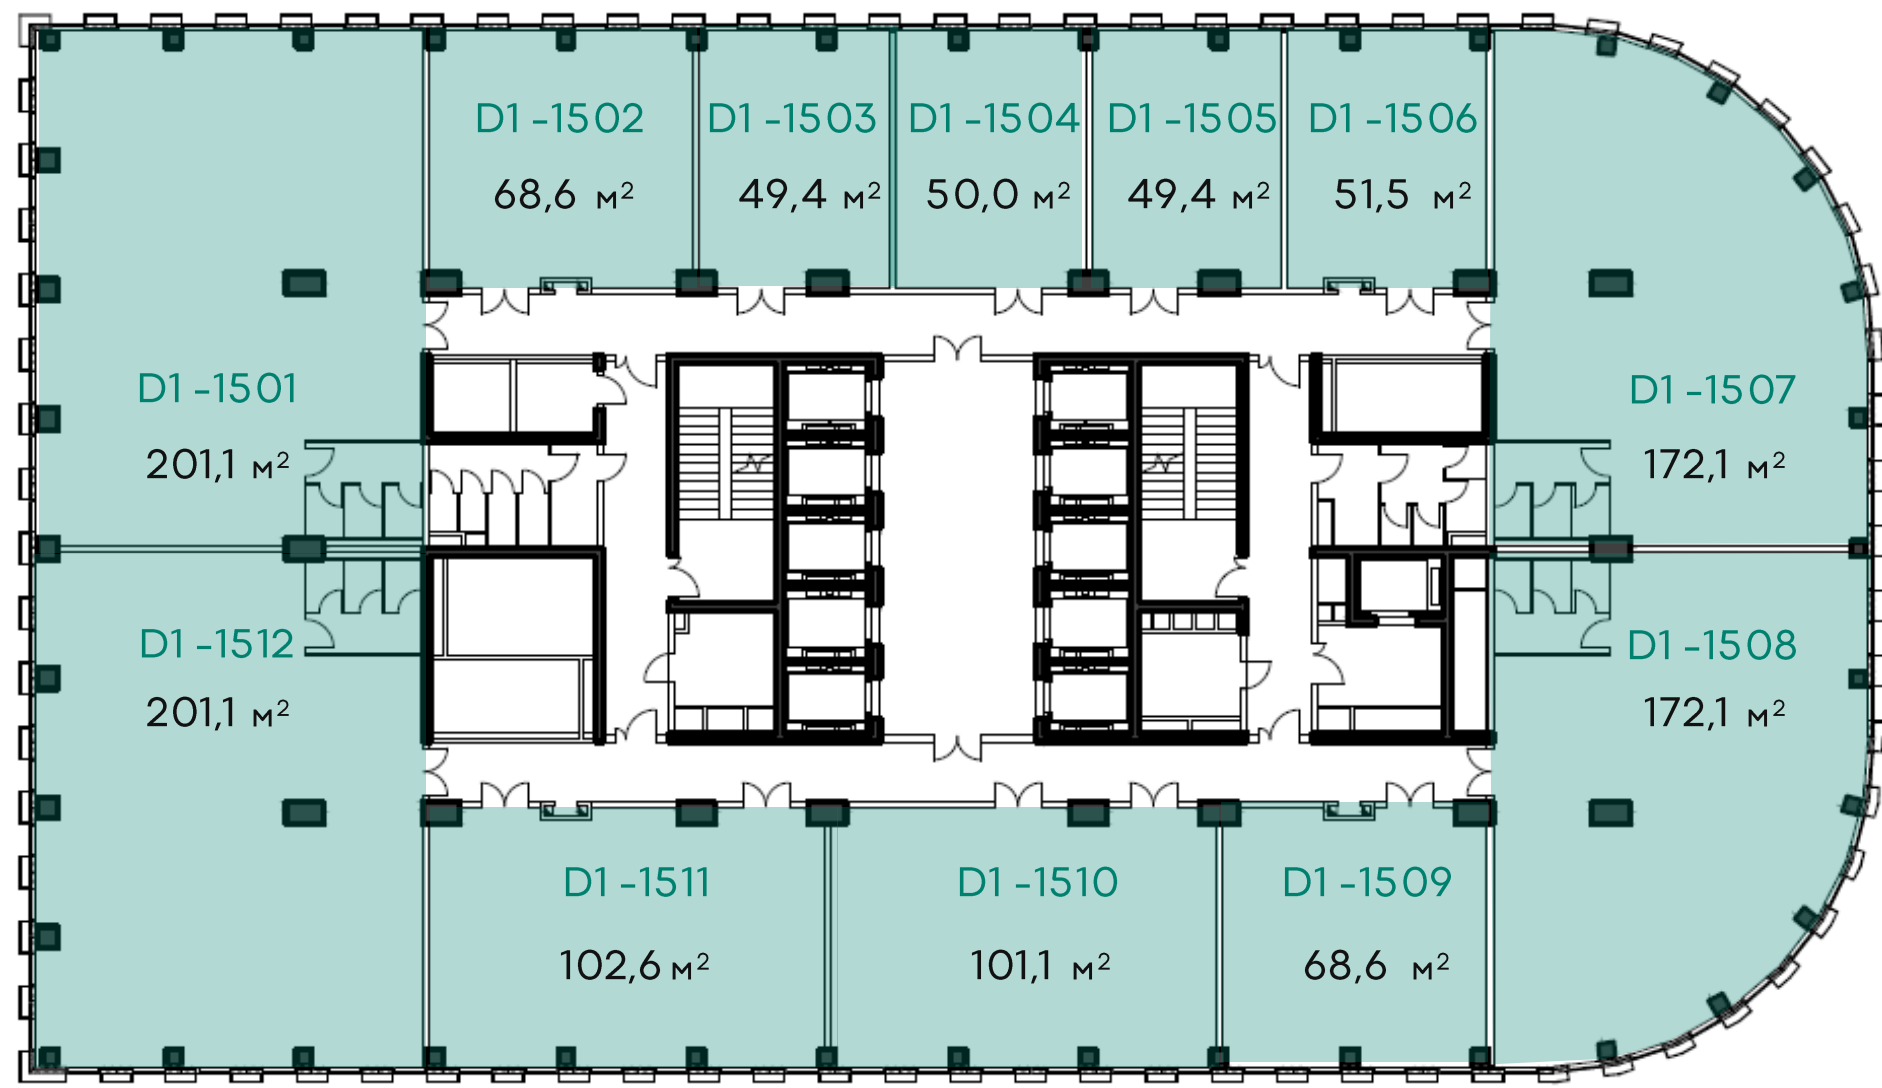 D1-1502
68,6 м²
D1-1503
49,4 м²
D1-1504
50,0 м²
D1-1505
49,4 м²
D1-1506
51,5 м²
D1-1501
201,1 м²
D1-1507
172,1 м²
D1-1512
201,1 м²
D1-1508
172,1 м²
D1-1511
102,6 м²
D1-1510
101,1 м²
D1-1509
68,6 м²